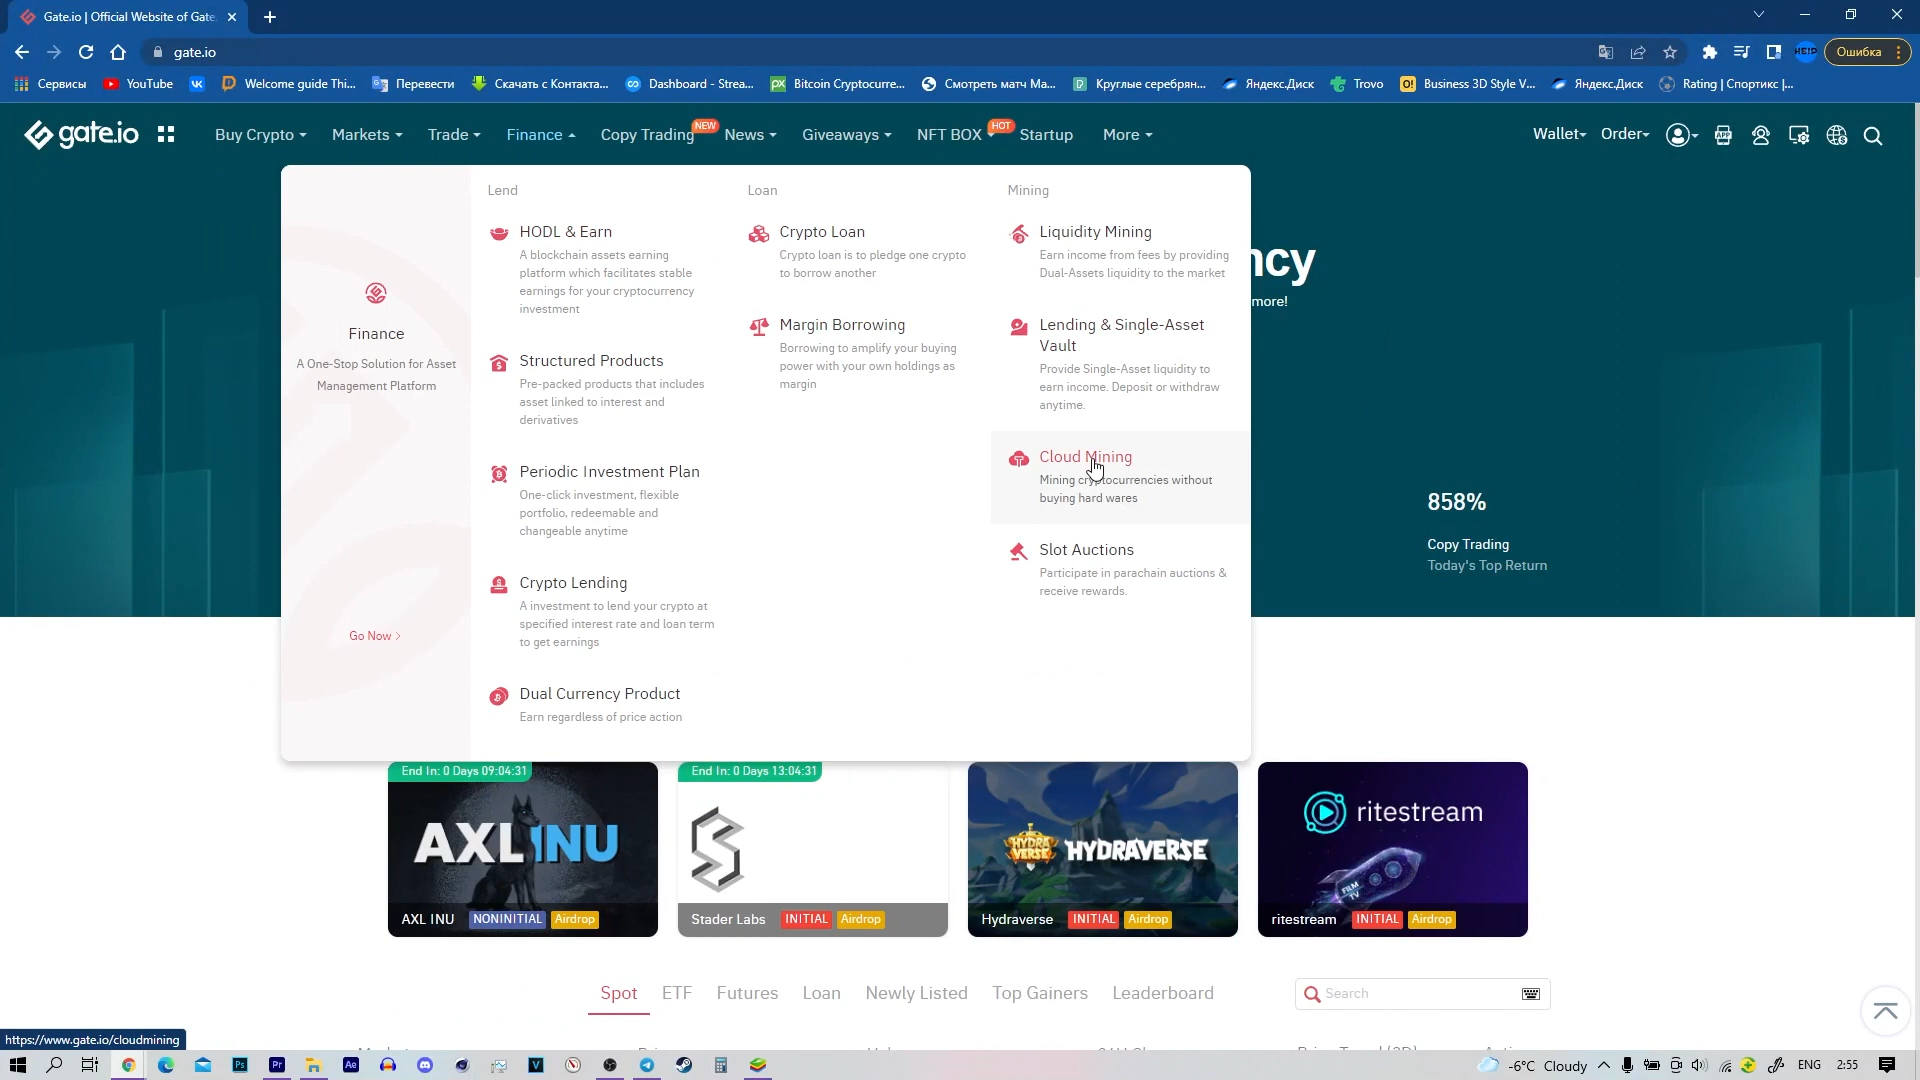 Gate.io | Official Website of Gate
gate.io
Ошибка
Сервисы YouTube Welcome guide Thi... Перевести Скачать с Контакта... Dashboard - Strea... Bitcoin Cryptocurre... Смотреть матч Ма... Круглые серебрян... Яндекс.Диск Trovo Business 3D Style V... Яндекс.Диск Rating | Спортикс |...
gate.io Buy Crypto Markets Trade Finance Copy Trading NEW News Giveaways NFT BOX HOT Startup More Wallet Order
Lend
HODL & Earn
A blockchain assets earning
platform which facilitates stable
earnings for your cryptocurrency
investment
Structured Products
Pre-packed products that includes
asset linked to interest and
derivatives
Periodic Investment Plan
One-click investment, flexible
portfolio, redeemable and
changeable anytime
Crypto Lending
A investment to lend your crypto at
specified interest rate and loan term
to get earnings
Dual Currency Product
Earn regardless of price action
Loan
Crypto Loan
Crypto loan is to pledge one crypto
to borrow another
Margin Borrowing
Borrowing to amplify your buying
power with your own holdings as
margin
Mining
Liquidity Mining
Earn income from fees by providing
Dual-Assets liquidity to the market
Lending & Single-Asset
Vault
Provide Single-Asset liquidity to
earn income. Deposit or withdraw
anytime.
Cloud Mining
Mining cryptocurrencies without
buying hard wares
Slot Auctions
Participate in parachain auctions &
receive rewards.
Finance
A One-Stop Solution for Asset
Management Platform
Go Now >
ncy
more!
858%
Copy Trading
Today's Top Return
End In: 0 Days 09:04:31
AXL INU
AXL INU NONINITIAL Airdrop
End In: 0 Days 13:04:31
Stader Labs INITIAL Airdrop
HYDRAVERSE
HYDRAVERSE
Hydraverse INITIAL Airdrop
ritestream
FILM
TV
ritestream INITIAL Airdrop
Spot ETF Futures Loan Newly Listed Top Gainers Leaderboard Search
https://www.gate.io/cloudmining
-6°C Cloudy ENG 2:55